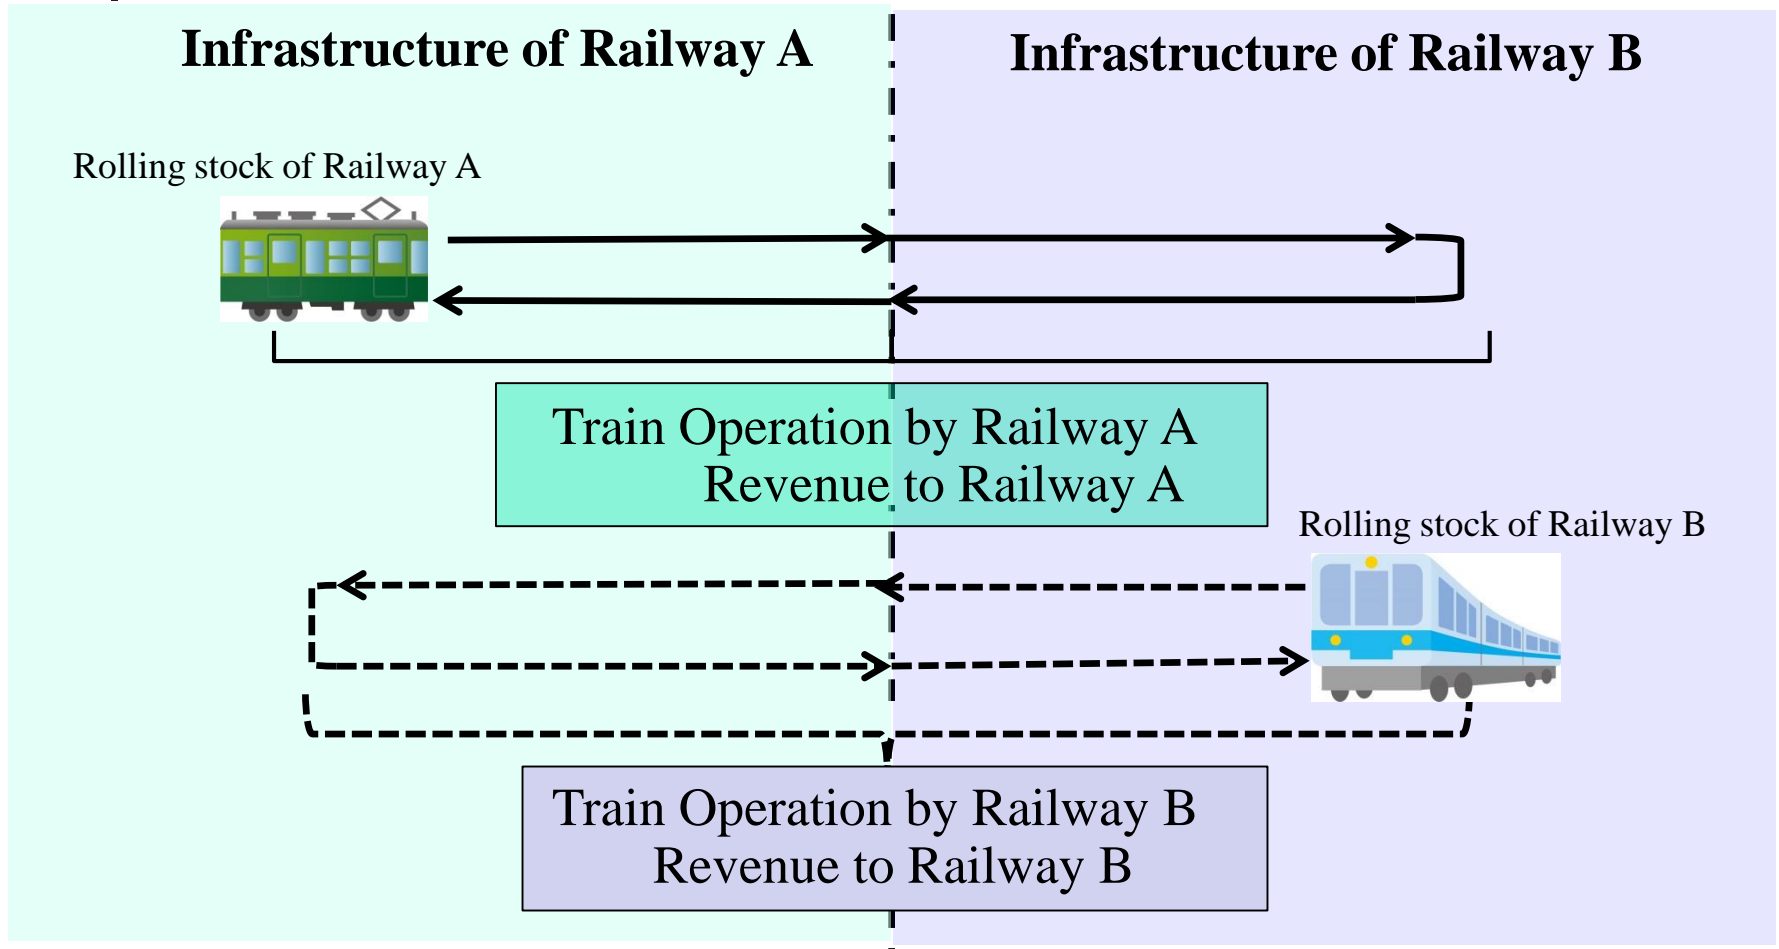 Infrastructure of Railway A
Infrastructure of Railway B
Rolling stock of Railway A
Train Operation by Railway A
Revenue to Railway A
Rolling stock of Railway B
Train Operation by Railway B
Revenue to Railway B